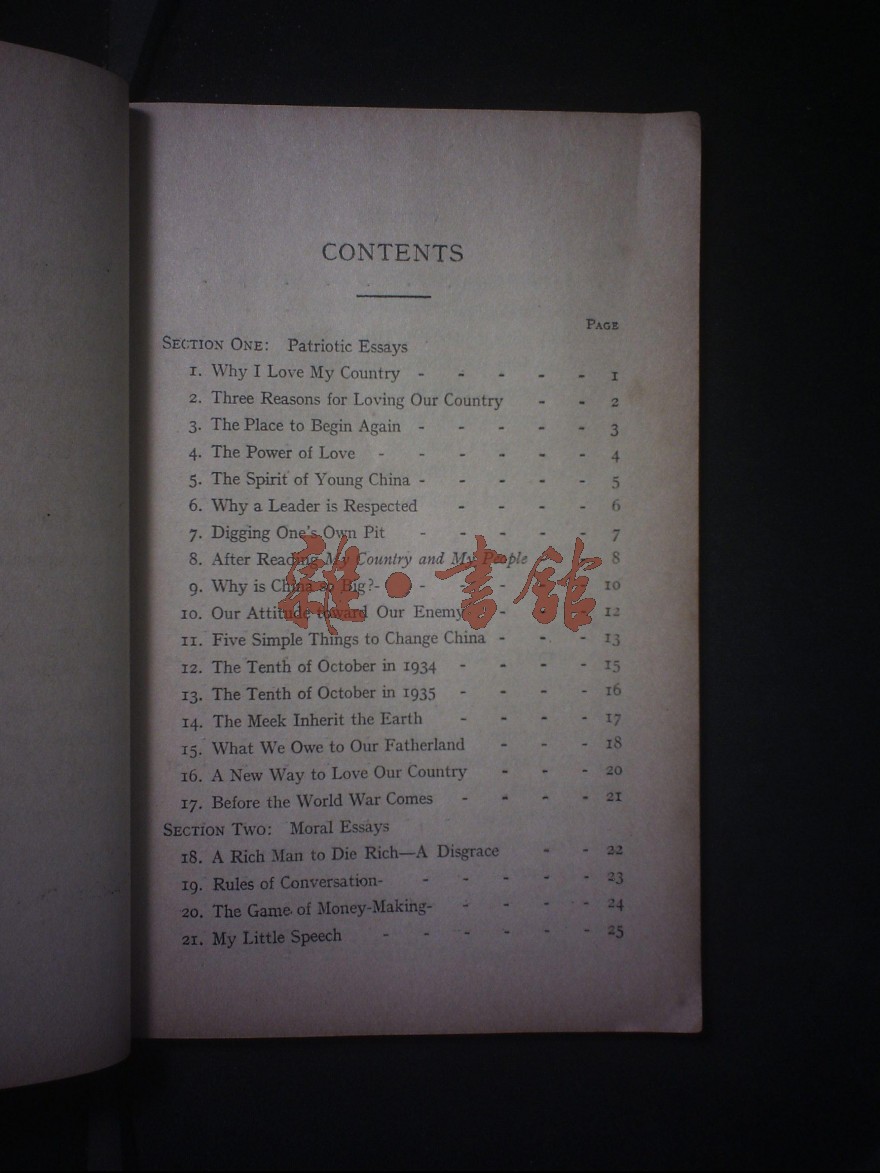 CONTENTS
PAGE
SECTION ONE: Patriotic Essays
1. Why I Love My Country - - - - - 1
2. Three Reasons for Loving Our Country - - 2
3. The Place to Begin Again - - - - - 3
4. The Power of Love - - - - - - 4
5. The Spirit of Young China - - - - - 5
6. Why a Leader is Respected - - - - 6
7. Digging One's Own Pit - - - - - 7
8. After Reading My Country and My People - - 8
9. Why is China so Big?- - - - - - 10
10. Our Attitude toward Our Enemy - - - 12
11. Five Simple Things to Change China - - - 13
12. The Tenth of October in 1934 - - - - 15
13. The Tenth of October in 1935 - - - - 16
14. The Meek Inherit the Earth - - - - 17
15. What We Owe to Our Fatherland - - - 18
16. A New Way to Love Our Country - - - 20
17. Before the World War Comes - - - - 21
SECTION TWO: Moral Essays
18. A Rich Man to Die Rich—A Disgrace - - 22
19. Rules of Conversation- - - - - - 23
20. The Game of Money-Making- - - - - 24
21. My Little Speech - - - - - - 25
雜·書館